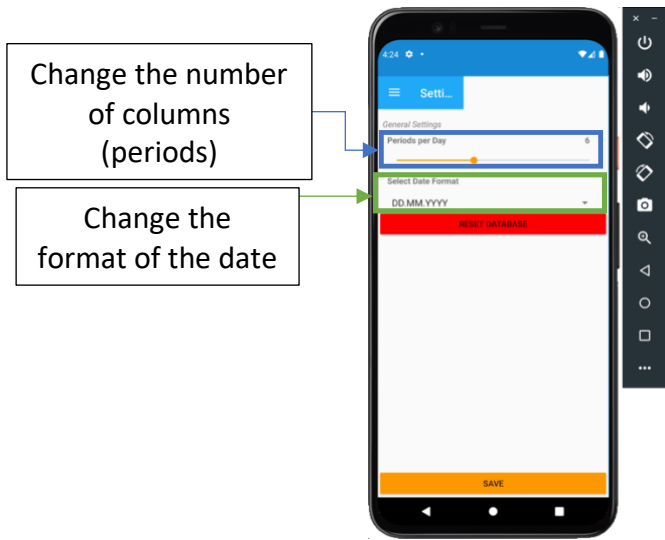 Change the number
of columns
(periods)
Change the
format of the date
4:24
Setti...
General Settings
Periods per Day 6
Select Date Format
DD.MM.YYYY
RESET DATABASE
SAVE